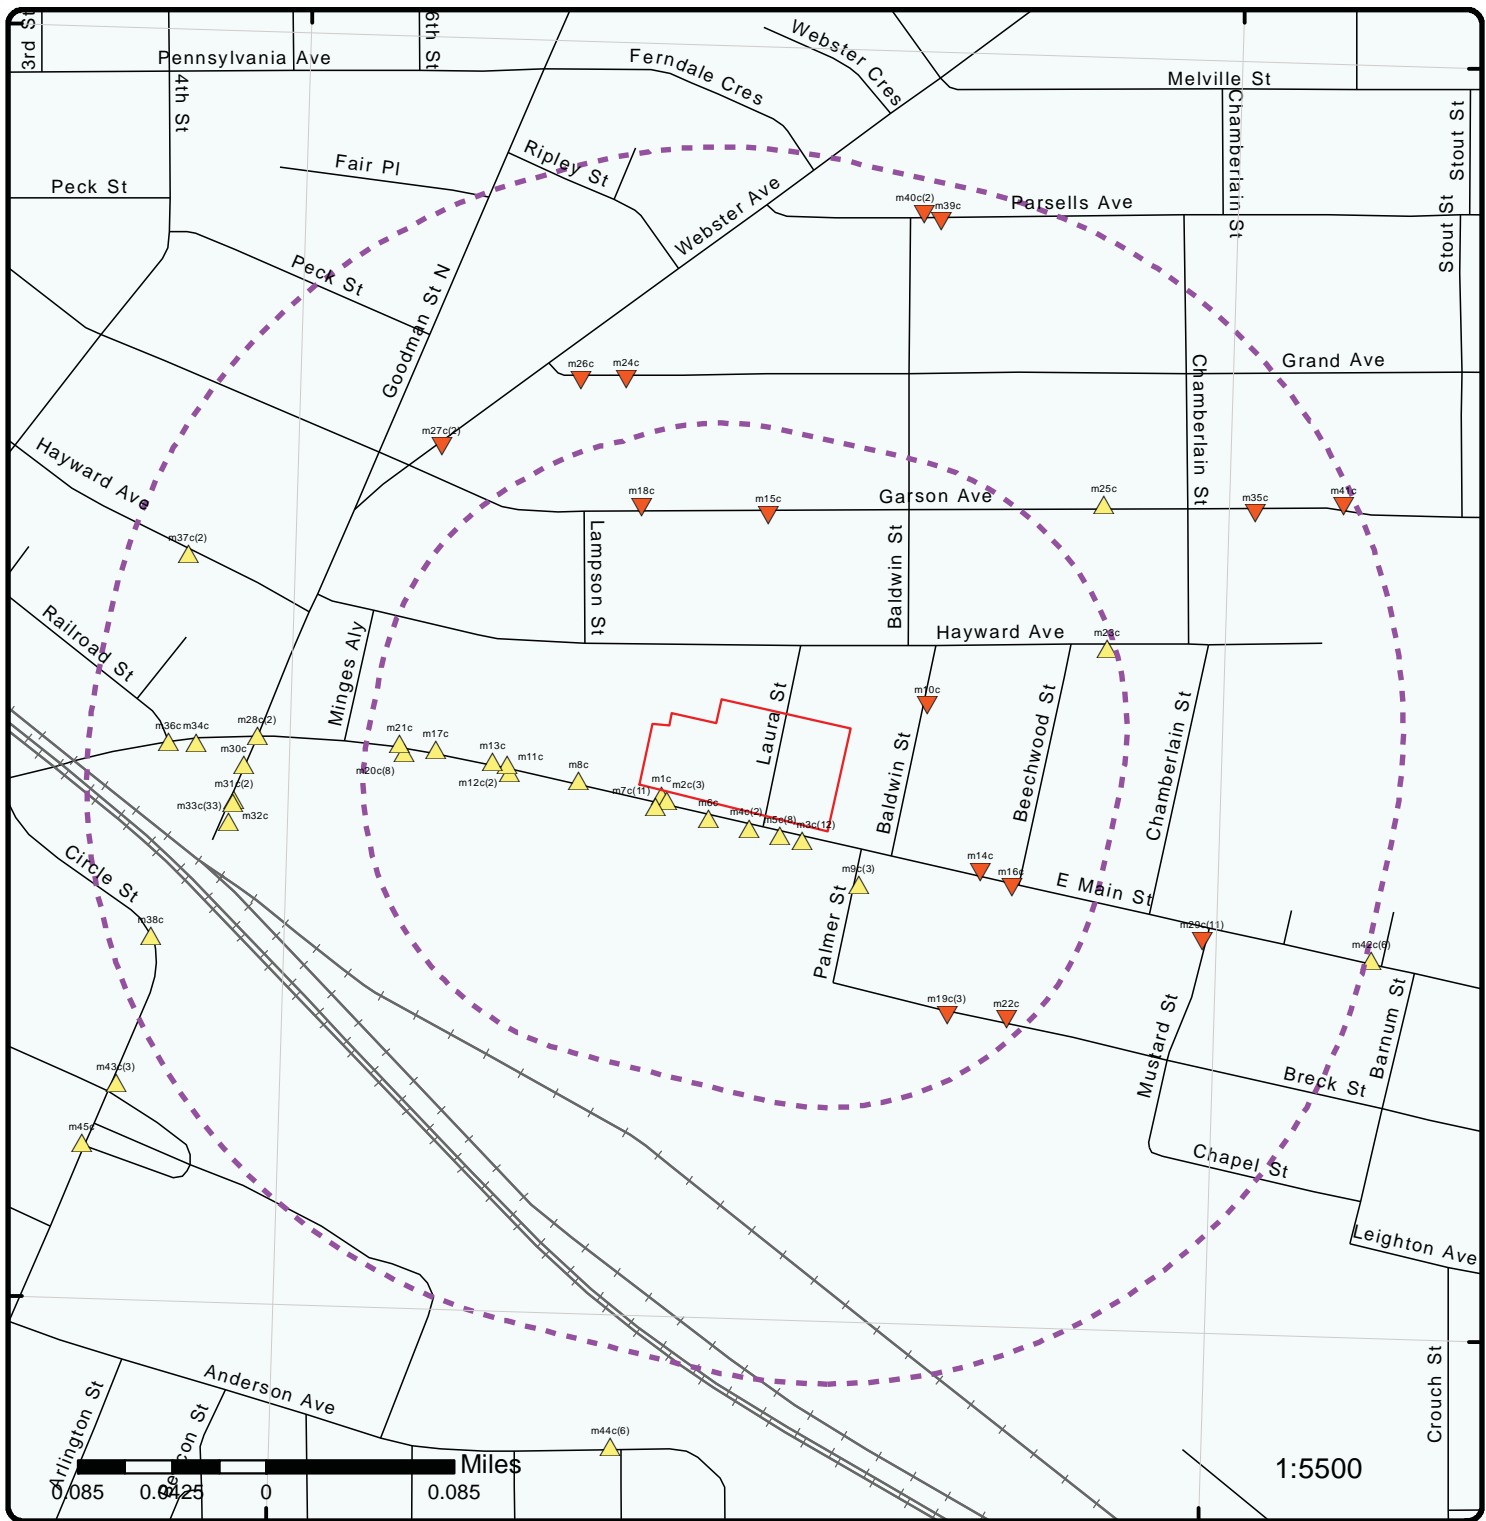 3rd St
6th St
Pennsylvania Ave
Ferndale Cres
Webster Cres
Melville St
4th St
Chamberlain St
Stout St
Fair Pl
Ripley St
Peck St
Webster Ave
m40c(2)
m39c
Parsells Ave
Stout St
Peck St
Goodman St N
m26c
m24c
Chamberlain St
Grand Ave
m27c(2)
Hayward Ave
m18c
m15c
Garson Ave
m25c
m35c
m41c
m37c(2)
Lampson St
Baldwin St
Railroad St
Minges Aly
Hayward Ave
m23c
m36c
m34c
m28c(2)
m30c
m31c(2)
m33c(33)
m32c
m21c
m20c(8)
m17c
m13c
m12c(2)
m11c
m8c
Laura St
m10c
Baldwin St
Beechwood St
Chamberlain St
m7c(11)
m1c
m2c(3)
m6c
m4c(2)
m5c(8)
m3c(12)
Circle St
m9c(3)
m14c
m16c
E Main St
m38c
Palmer St
m29c(11)
m42c(6)
m19c(3)
m22c
Mustard St
Barnum St
m43c(3)
Breck St
m45c
Chapel St
Leighton Ave
Anderson Ave
Arlington St
Crouch St
m44c(6)
Miles
0.085
0.0425
0
0.085
1:5500